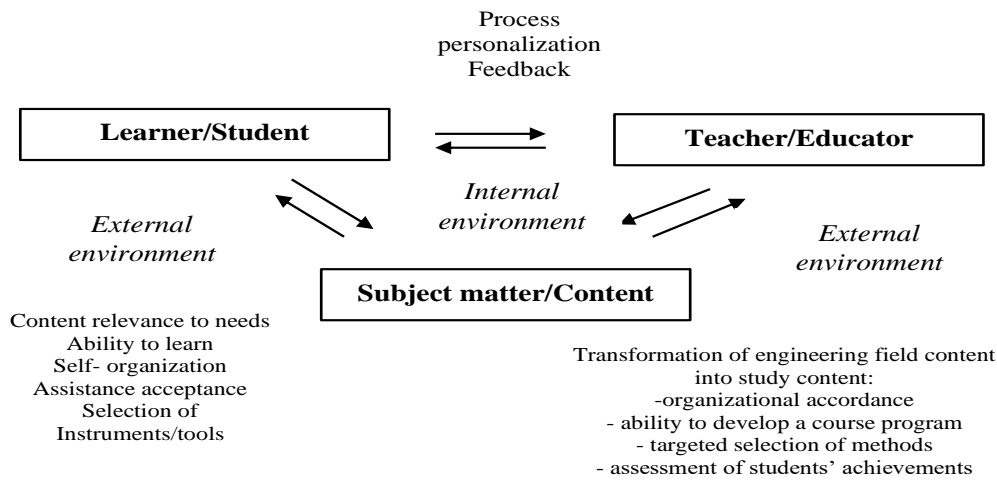 Process
personalization
Feedback
Learner/Student
Teacher/Educator
Internal
environment
External
environment
External
environment
Subject matter/Content
Content relevance to needs
Ability to learn
Self- organization
Assistance acceptance
Selection of
Instruments/tools
Transformation of engineering field content
into study content:
-organizational accordance
- ability to develop a course program
- targeted selection of methods
- assessment of students’ achievements